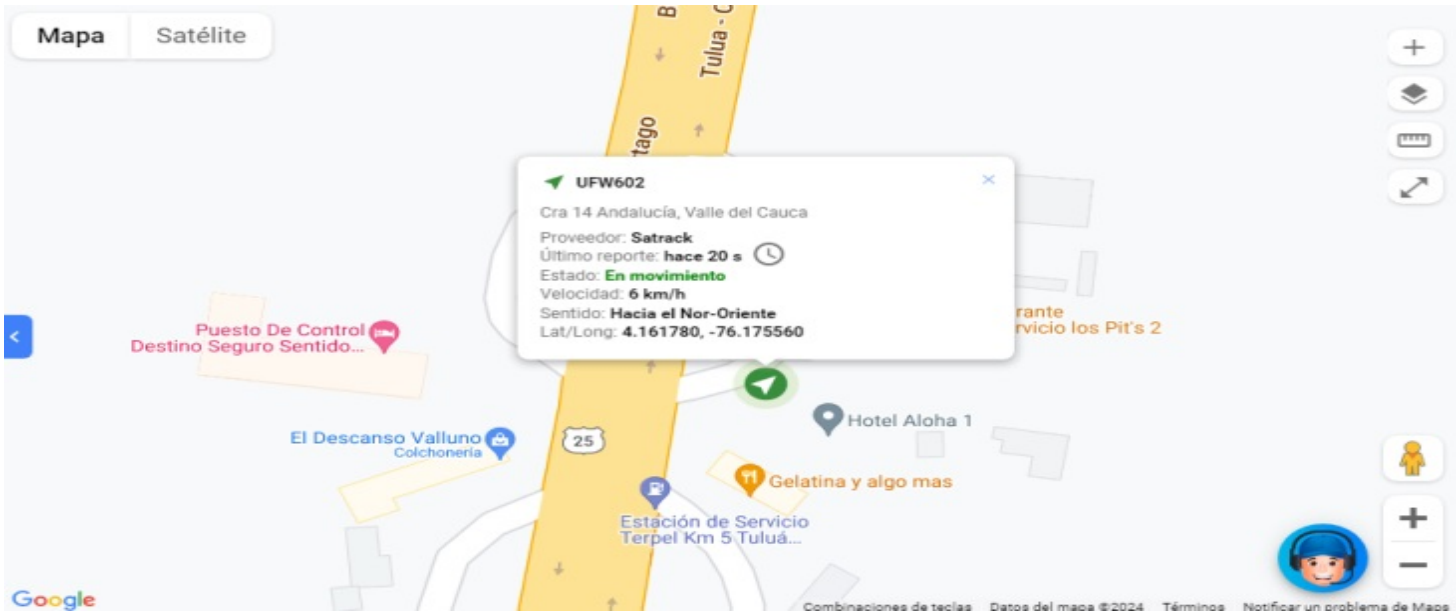 Mapa
Satélite
Tulua - C
tago
UFW602
Cra 14 Andalucía, Valle del Cauca
Proveedor: Satrack
Último reporte: hace 20 s
Estado: En movimiento
Velocidad: 6 km/h
Sentido: Hacia el Nor-Oriente
Lat/Long: 4.161780, -76.175560
rante
rvicio los Pit's 2
Puesto De Control
Destino Seguro Sentido...
Hotel Aloha 1
El Descanso Valluno
Colchonería
25
Gelatina y algo mas
Estación de Servicio
Terpel Km 5 Tuluá...
Google
Combinaciones de teclas
Datos del mapa ©2024
Términos
Notificar un problema de Maps